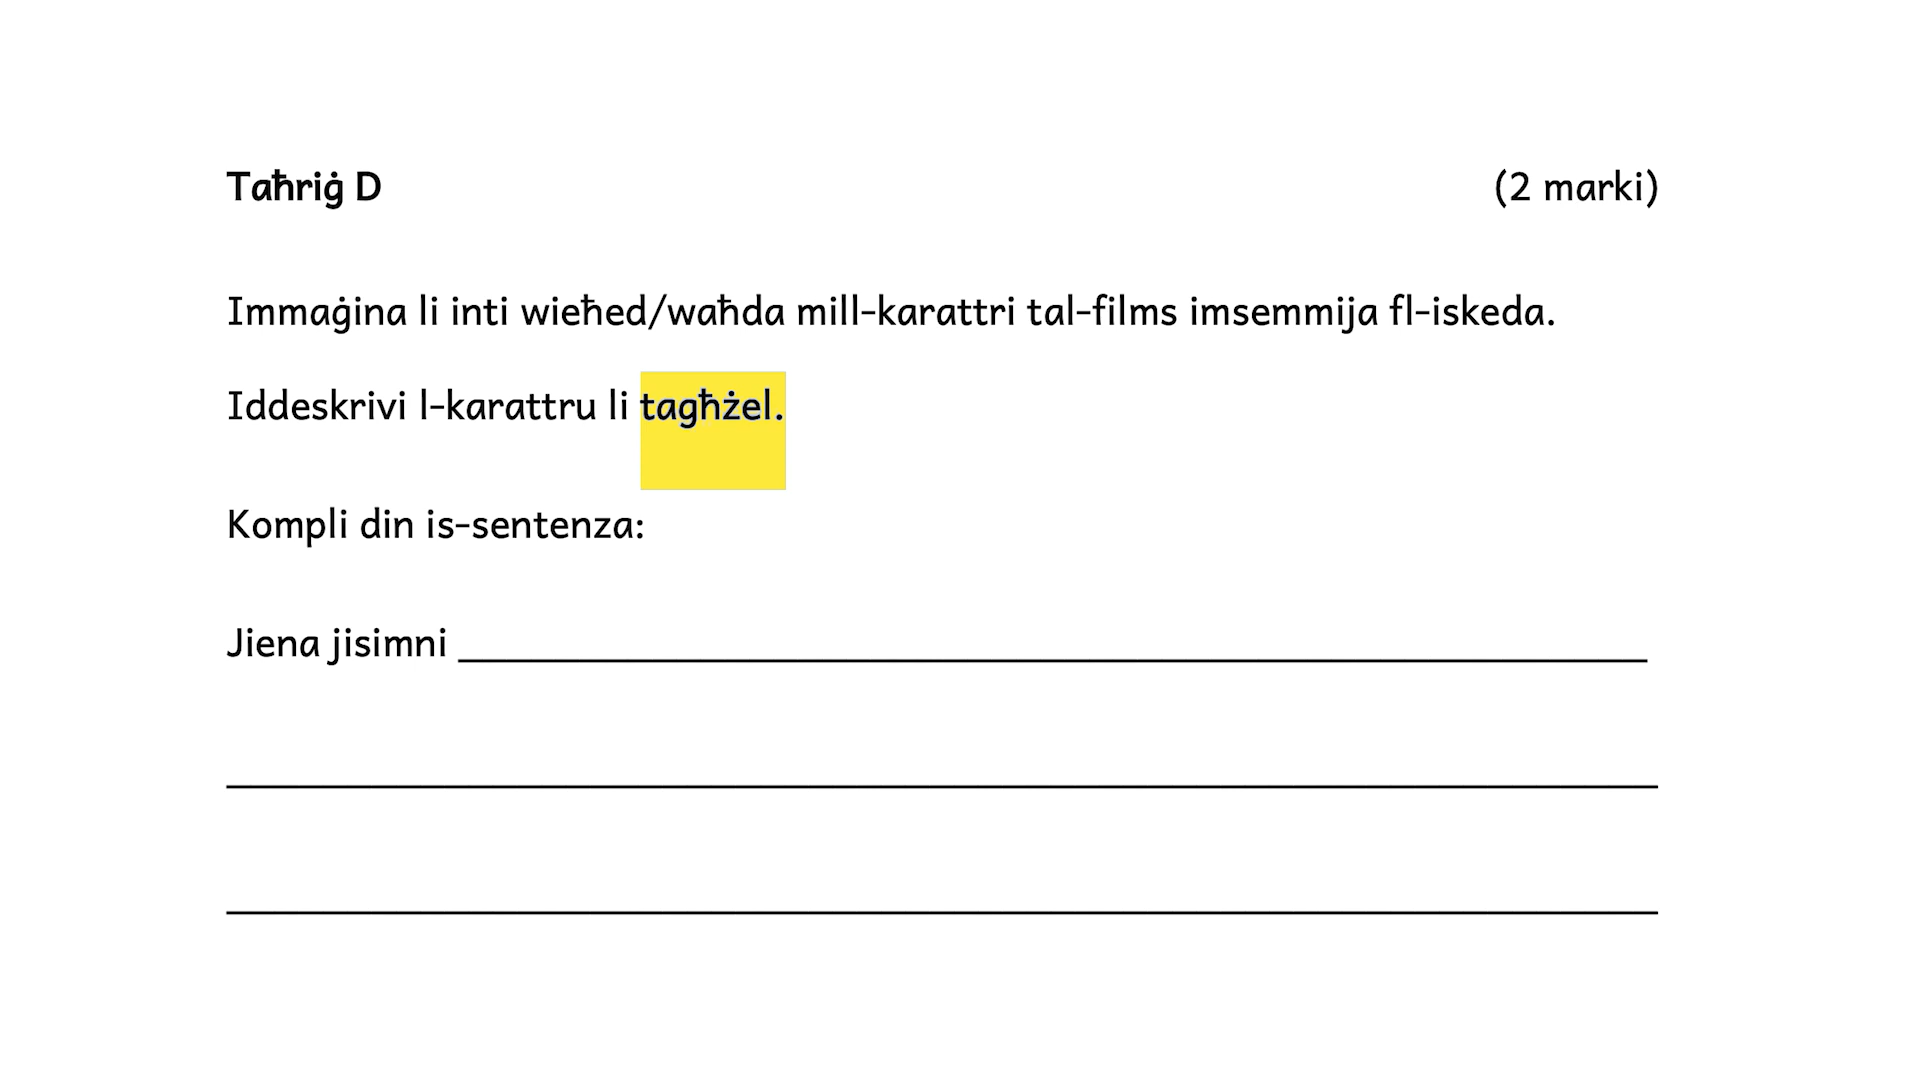 Taħriġ D (2 marki)
Immaġina li inti wieħed/waħda mill-karattri tal-films imsemmija fl-iskeda.
Iddeskrivi l-karattru li tagħżel.
Kompli din is-sentenza:
Jiena jisimni